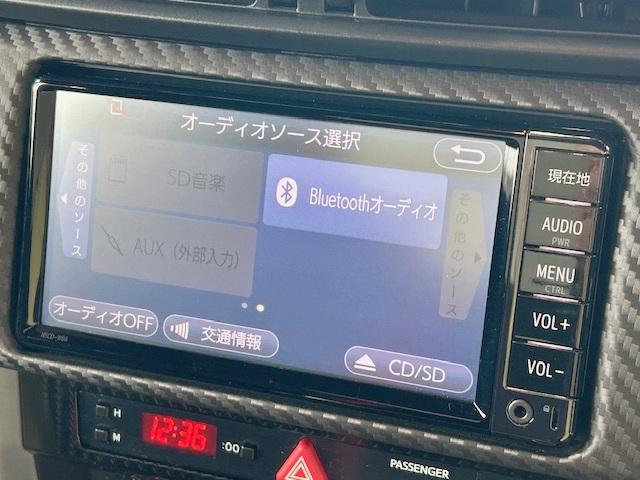 オーディオソース選択
その他のソース
SD音楽
Bluetoothオーディオ
その他のソース
AUX（外部入力）
オーディオOFF
交通情報
CD/SD
現在地
AUDIO
PWR
MENU
CTRL
VOL+
VOL-
H
M
12:36
:00
PASSENGER